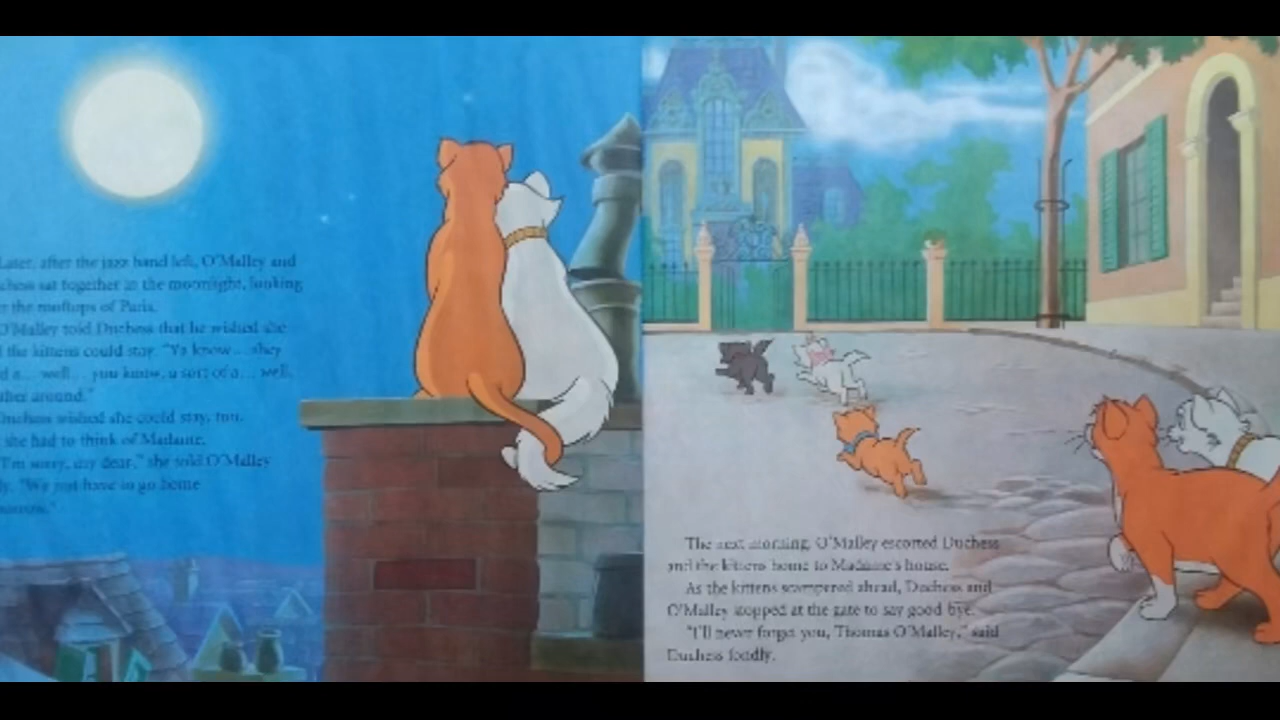 Later, after the jazz band left, O'Malley and
chess sat together in the moonlight, looking
r the rooftops of Paris.
O'Malley told Duchess that he wished she
l the kittens could stay. "Ya know... they
d a... well... you know, a sort of a... well,
ther around."
Duchess wished she could stay, too.
she had to think of Madame.
"I'm sorry, my dear," she told O'Malley
ly. "We just have to go home
orrow."
The next morning, O'Malley escorted Duchess
and the kittens home to Madame's house.
As the kittens scampered ahead, Duchess and
O'Malley stopped at the gate to say good-bye.
"I'll never forget you, Thomas O'Malley," said
Duchess fondly.